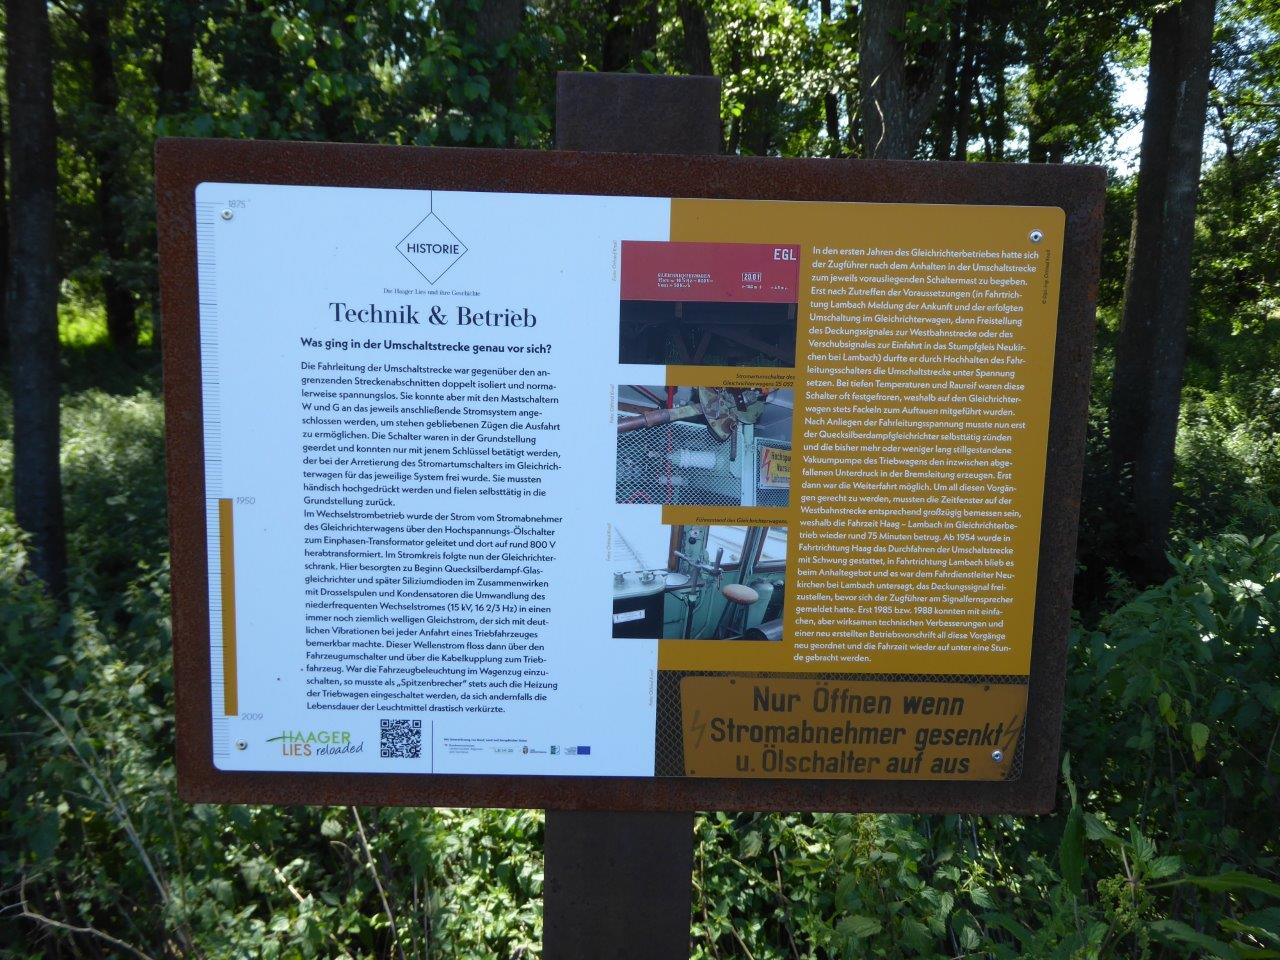 1875
HISTORIE
Die Haager Lies und ihre Geschichte
Technik & Betrieb
Was ging in der Umschaltstrecke genau vor sich?
Die Fahrleitung der Umschaltstrecke war gegenüber den an-
grenzenden Streckenabschnitten doppelt isoliert und norma-
lerweise spannungslos. Sie konnte aber mit den Mastschaltern
W und G an das jeweils anschließende Stromsystem ange-
schlossen werden, um stehen gebliebenen Zügen die Ausfahrt
zu ermöglichen. Die Schalter waren in der Grundstellung
geerdet und konnten nur mit jenem Schlüssel betätigt werden,
der bei der Arretierung des Stromartumschalters im Gleichrich-
terwagen für das jeweilige System frei wurde. Sie mussten
händisch hochgedrückt werden und fielen selbsttätig in die
Grundstellung zurück.
Im Wechselstrombetrieb wurde der Strom vom Stromabnehmer
des Gleichrichterwagens über den Hochspannungs-Ölschalter
zum Einphasen-Transformator geleitet und dort auf rund 800 V
herabtransformiert. Im Stromkreis folgte nun der Gleichrichter-
schrank. Hier besorgten zu Beginn Quecksilberdampf-Glas-
gleichrichter und später Siliziumdioden im Zusammenwirken
mit Drosselspulen und Kondensatoren die Umwandlung des
niederfrequenten Wechselstromes (15 kV, 16 2/3 Hz) in einen
immer noch ziemlich welligen Gleichstrom, der sich mit deut-
lichen Vibrationen bei jeder Anfahrt eines Triebfahrzeuges
bemerkbar machte. Dieser Wellenstrom floss dann über den
Fahrzeugumschalter und über die Kabelkupplung zum Trieb-
fahrzeug. War die Fahrzeugbeleuchtung im Wagenzug einzu-
schalten, so musste als „Spitzenbrecher“ stets auch die Heizung
der Triebwagen eingeschaltet werden, da sich andernfalls die
Lebensdauer der Leuchtmittel drastisch verkürzte.
1950
2009
HAAGER
LIES reloaded
EGL
GLEICHRICHTERWAGEN
Stromartumschalter des
Gleichrichterwagens
Führerstand des Gleichrichterwagens.
In den ersten Jahren des Gleichrichterbetriebes hatte sich
der Zugführer nach dem Anhalten in der Umschaltstrecke
zum jeweils vorausliegenden Schaltermast zu begeben.
Erst nach Zutreffen der Voraussetzungen (in Fahrtrich-
tung Lambach Meldung der Ankunft und der erfolgten
Umschaltung im Gleichrichterwagen, dann Freistellung
des Deckungssignales zur Westbahnstrecke oder des
Verschubsignales zur Einfahrt in das Stumpfgleis Neukir-
chen bei Lambach) durfte er durch Hochhalten des Fahr-
leitungsschalters die Umschaltstrecke unter Spannung
setzen. Bei tiefen Temperaturen und Raureif waren diese
Schalter oft festgefroren, weshalb auf den Gleichrichter-
wagen stets Fackeln zum Auftauen mitgeführt wurden.
Nach Anliegen der Fahrleitungsspannung musste nun erst
der Quecksilberdampfgleichrichter selbsttätig zünden
und die bisher mehr oder weniger lang stillgestandene
Vakuumpumpe des Triebwagens den inzwischen abge-
fallenen Unterdruck in der Bremsleitung erzeugen. Erst
dann war die Weiterfahrt möglich. Um all diesen Vorgän-
gen gerecht zu werden, mussten die Zeitfenster auf der
Westbahnstrecke entsprechend großzügig bemessen sein,
weshalb die Fahrzeit Haag – Lambach im Gleichrichterbe-
trieb wieder rund 75 Minuten betrug. Ab 1954 wurde in
Fahrtrichtung Haag das Durchfahren der Umschaltstrecke
mit Schwung gestattet, in Fahrtrichtung Lambach blieb es
beim Anhaltegebot und es war dem Fahrdienstleiter Neu-
kirchen bei Lambach untersagt, das Deckungssignal frei-
zustellen, bevor sich der Zugführer am Signalfernsprecher
gemeldet hatte. Erst 1985 bzw. 1988 konnten mit einfa-
chen, aber wirksamen technischen Verbesserungen und
einer neu erstellten Betriebsvorschrift all diese Vorgänge
neu geordnet und die Fahrzeit wieder auf unter eine Stun-
de gebracht werden.
Nur Öffnen wenn
Stromabnehmer gesenkt
u. Ölschalter auf aus